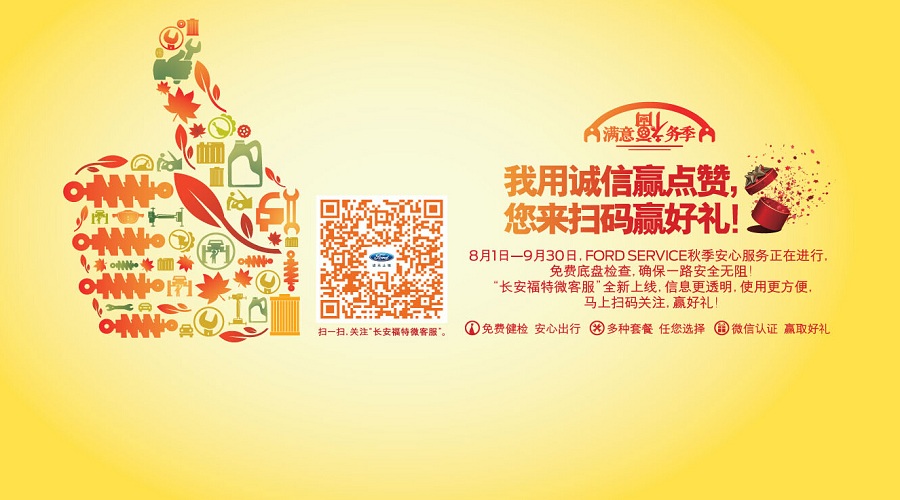 满意福务季
我用诚信赢点赞，
您来扫码赢好礼！
8月1日—9月30日，FORD SERVICE秋季安心服务正在进行，
免费底盘检查，确保一路安全无阻！
“长安福特微客服”全新上线，信息更透明，使用更方便，
马上扫码关注，赢好礼！
免费健检 安心出行 多种套餐 任您选择 微信认证 赢取好礼
Ford
扫一扫，关注“长安福特微客服”。